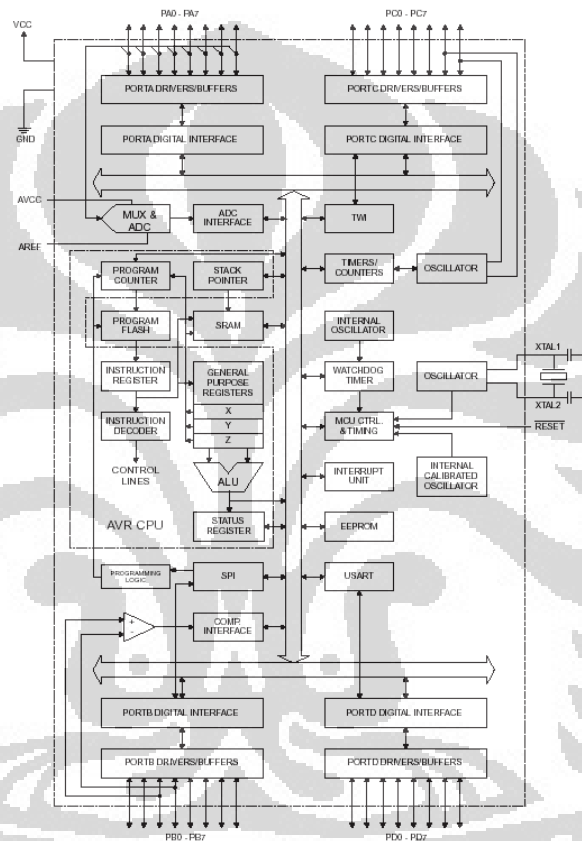 PA0 - PA7
PC0 - PC7
VCC
PORTA DRIVERS/BUFFERS
PORTC DRIVERS/BUFFERS
GND
PORTA DIGITAL INTERFACE
PORTC DIGITAL INTERFACE
AVCC
MUX &
ADC
ADC
INTERFACE
TWI
AREF
PROGRAM
COUNTER
STACK
POINTER
TIMERS/
COUNTERS
OSCILLATOR
PROGRAM
FLASH
SRAM
INTERNAL
OSCILLATOR
XTAL1
INSTRUCTION
REGISTER
GENERAL
PURPOSE
REGISTERS
WATCHDOG
TIMER
OSCILLATOR
X
XTAL2
INSTRUCTION
DECODER
Y
MCU CTRL.
& TIMING
RESET
Z
CONTROL
LINES
ALU
INTERRUPT
UNIT
INTERNAL
CALIBRATED
OSCILLATOR
AVR CPU
STATUS
REGISTER
EEPROM
PROGRAMMING
LOGIC
SPI
USART
+
-
COMP.
INTERFACE
PORTB DIGITAL INTERFACE
PORTD DIGITAL INTERFACE
PORTB DRIVERS/BUFFERS
PORTD DRIVERS/BUFFERS
PB0 - PB7
PD0 - PD7